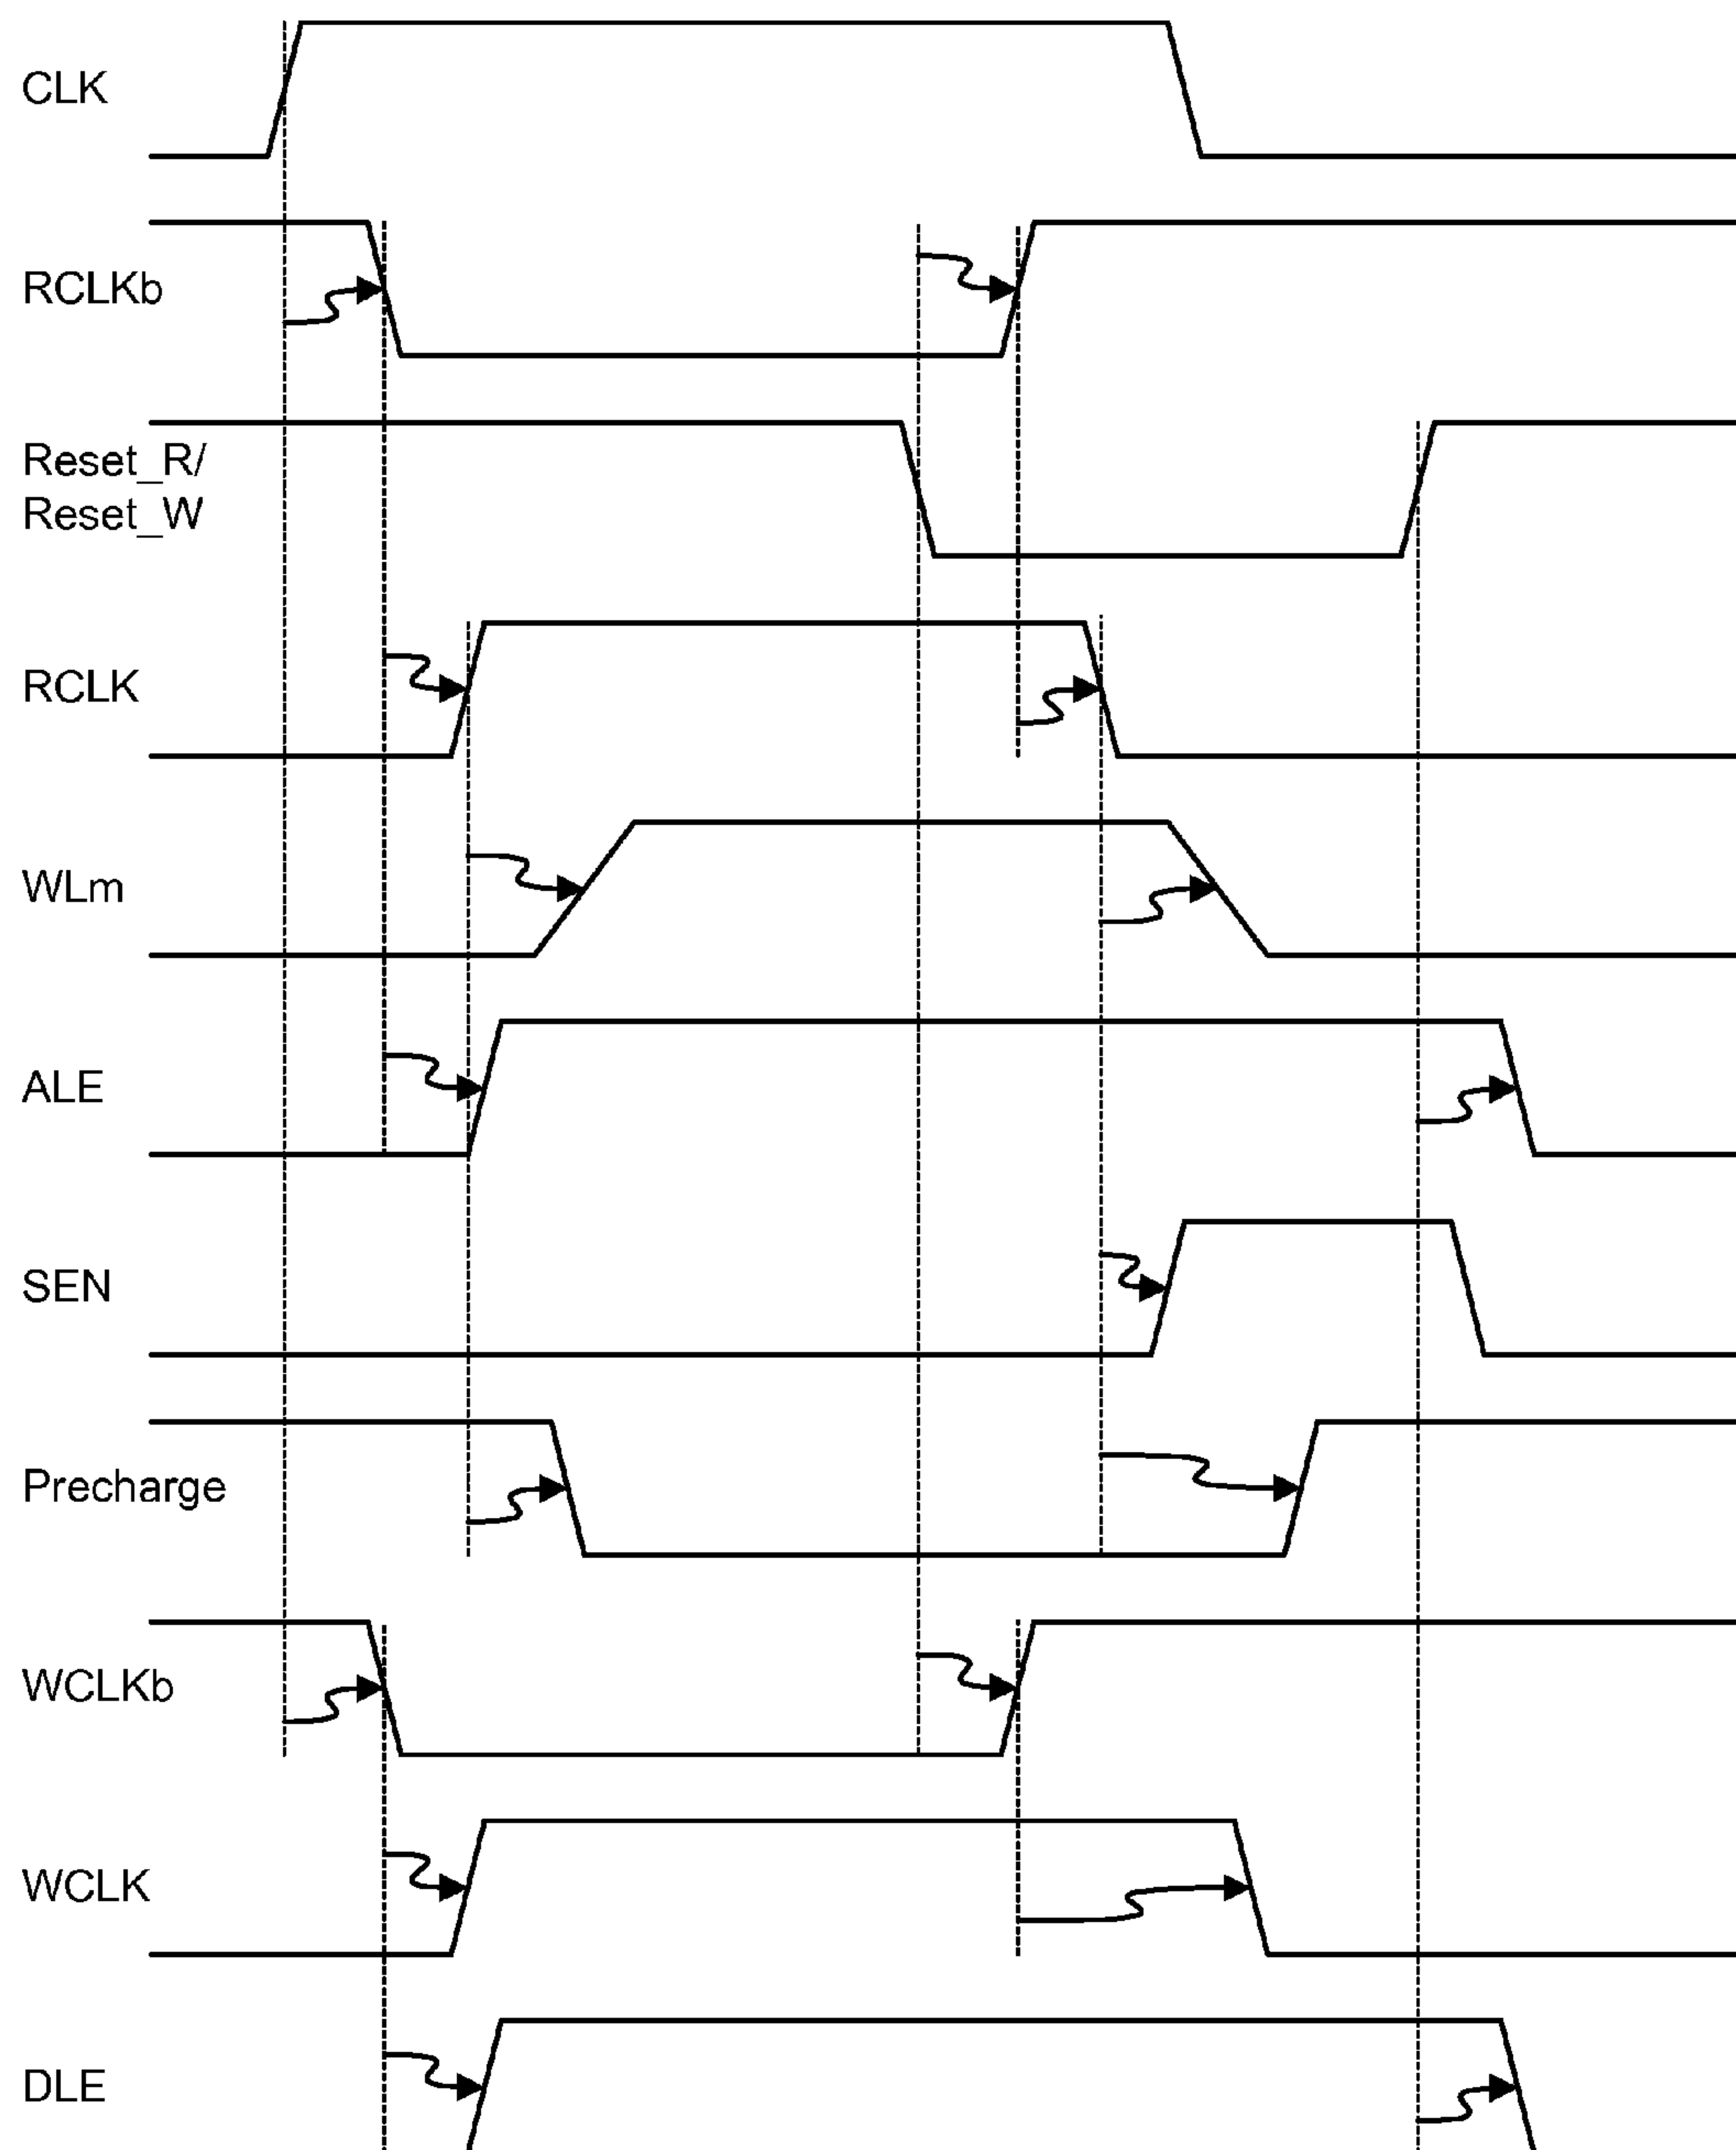 CLK
RCLKb
Reset_R/
Reset_W
RCLK
WLm
ALE
SEN
Precharge
WCLKb
WCLK
DLE